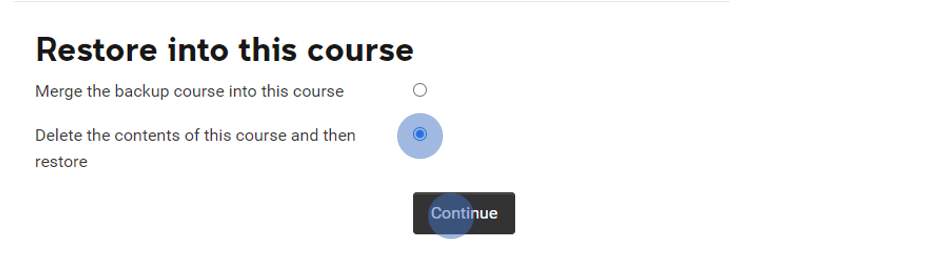 Restore into this course
Merge the backup course into this course
Delete the contents of this course and then
restore
Continue